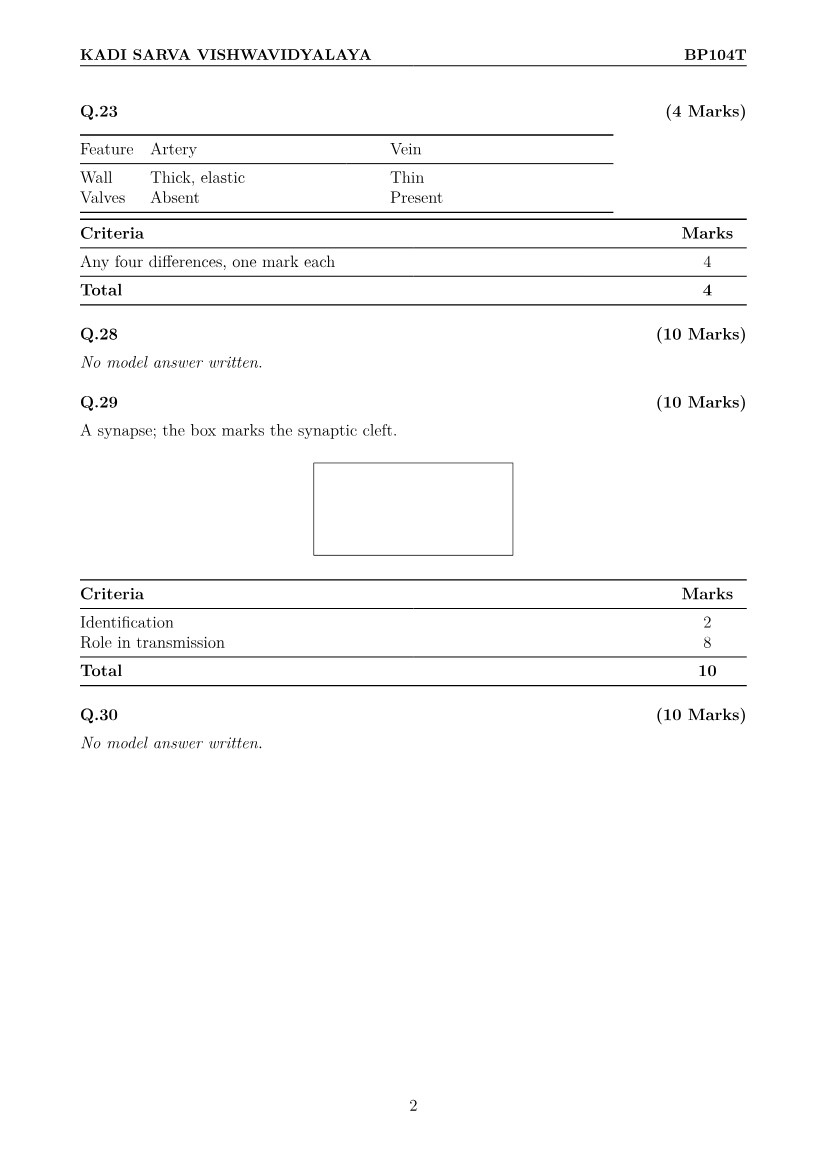 KADI SARVA VISHWAVIDYALAYA BP104T
Q.23 (4 Marks)
Feature Artery Vein
Wall Thick, elastic Thin
Valves Absent Present
Criteria Marks
Any four differences, one mark each 4
Total 4
Q.28 (10 Marks)
No model answer written.
Q.29 (10 Marks)
A synapse; the box marks the synaptic cleft.
Criteria Marks
Identification 2
Role in transmission 8
Total 10
Q.30 (10 Marks)
No model answer written.
2